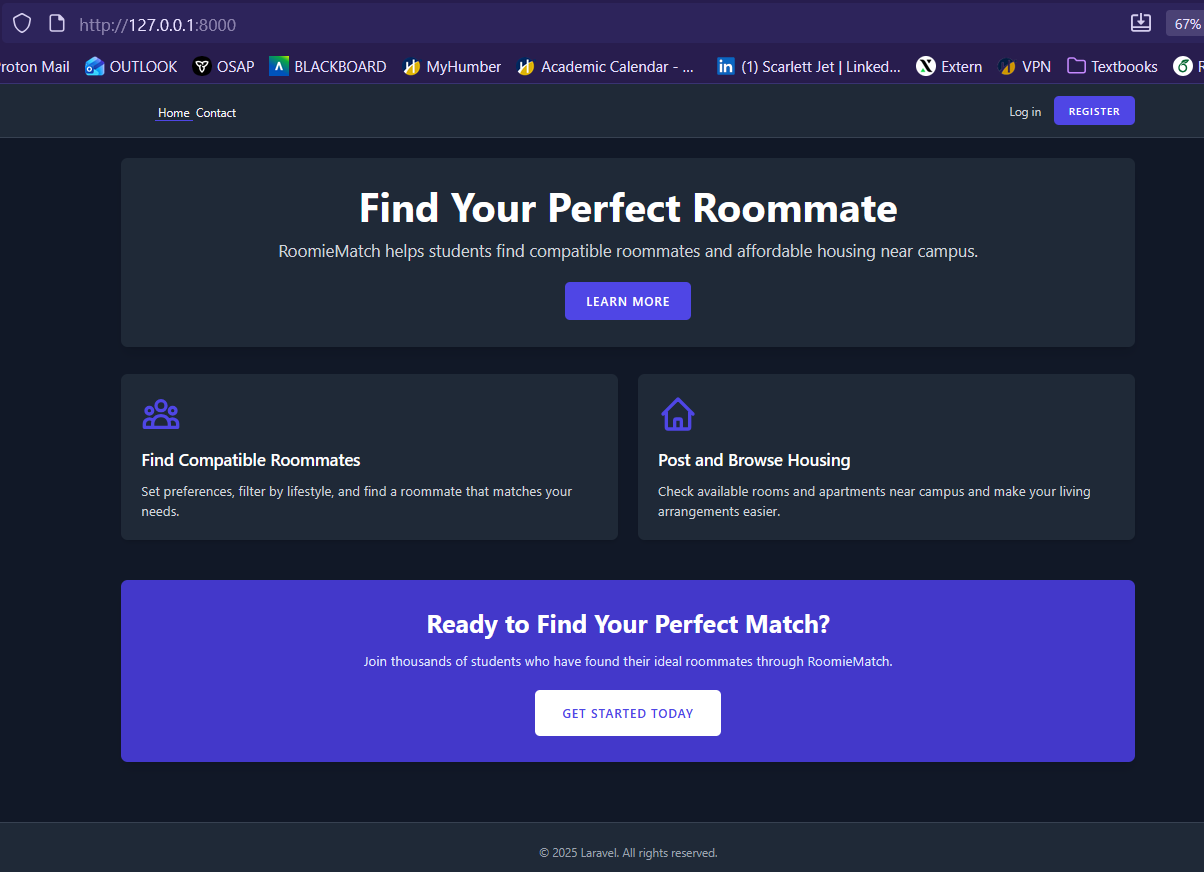 http://127.0.0.1:8000
67%
roton Mail OUTLOOK OSAP BLACKBOARD MyHumber Academic Calendar - ... (1) Scarlett Jet | Linked... Extern VPN Textbooks
Home Contact Log in REGISTER
Find Your Perfect Roommate
RoomieMatch helps students find compatible roommates and affordable housing near campus.
LEARN MORE
Find Compatible Roommates
Set preferences, filter by lifestyle, and find a roommate that matches your
needs.
Post and Browse Housing
Check available rooms and apartments near campus and make your living
arrangements easier.
Ready to Find Your Perfect Match?
Join thousands of students who have found their ideal roommates through RoomieMatch.
GET STARTED TODAY
© 2025 Laravel. All rights reserved.